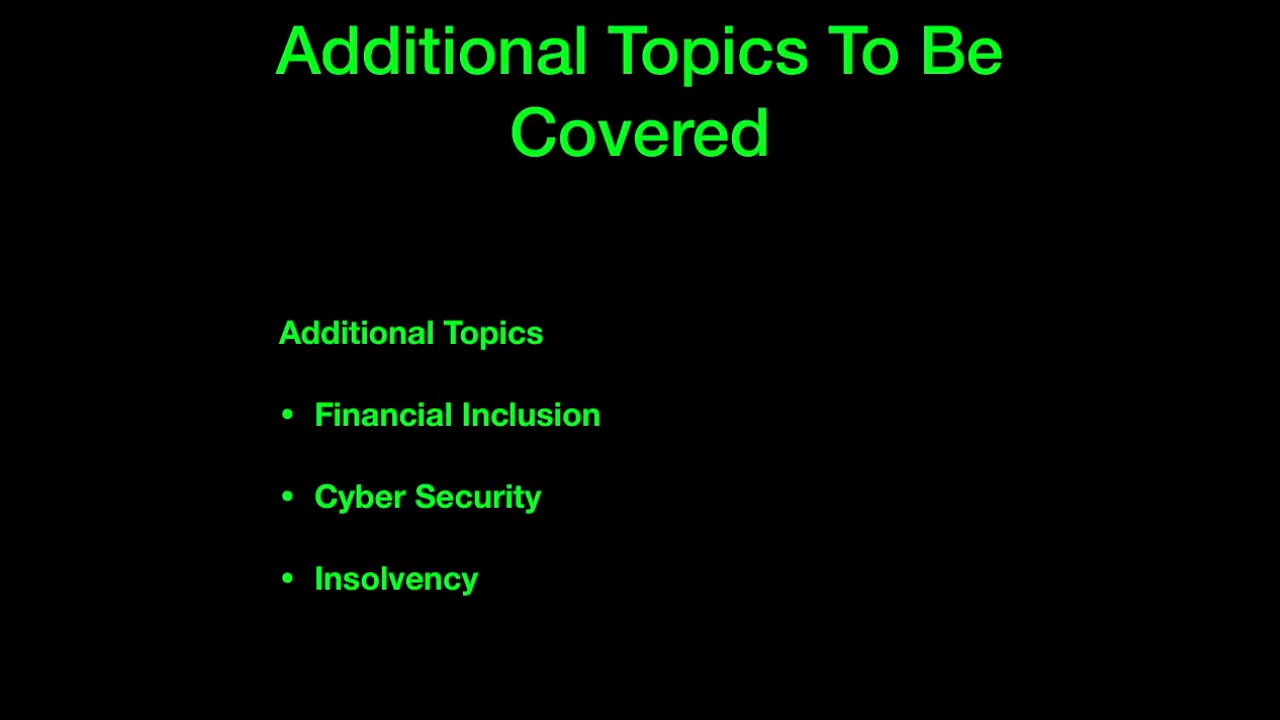 Additional Topics To Be
Covered
Additional Topics
• Financial Inclusion
• Cyber Security
• Insolvency